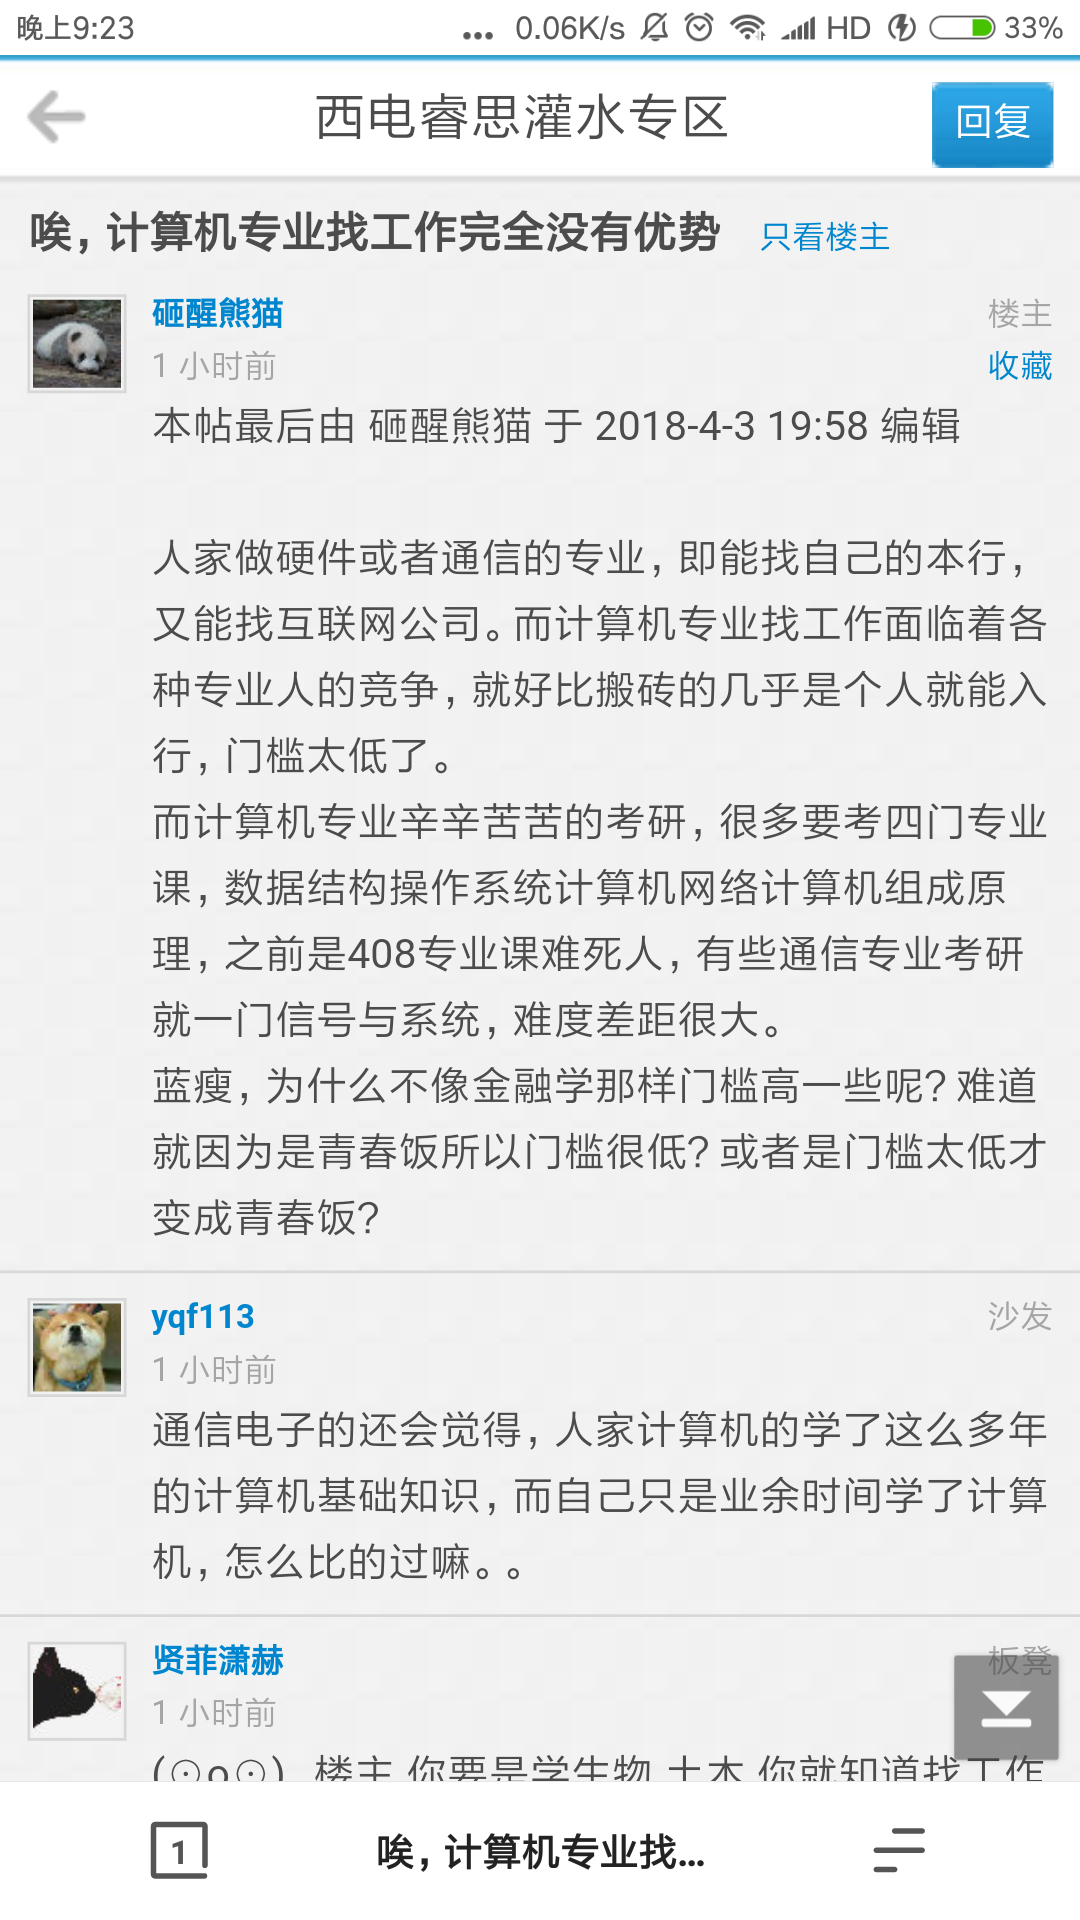 晚上9:23
... 0.06K/s HD 33%
西电睿思灌水专区
回复
唉，计算机专业找工作完全没有优势 只看楼主
砸醒熊猫 楼主
1 小时前 收藏
本帖最后由 砸醒熊猫 于 2018-4-3 19:58 编辑
人家做硬件或者通信的专业，即能找自己的本行，
又能找互联网公司。而计算机专业找工作面临着各
种专业人的竞争，就好比搬砖的几乎是个人就能入
行，门槛太低了。
而计算机专业辛辛苦苦的考研，很多要考四门专业
课，数据结构操作系统计算机网络计算机组成原
理，之前是408专业课难死人，有些通信专业考研
就一门信号与系统，难度差距很大。
蓝瘦，为什么不像金融学那样门槛高一些呢？难道
就因为是青春饭所以门槛很低？或者是门槛太低才
变成青春饭？
yqf113 沙发
1 小时前
通信电子的还会觉得，人家计算机的学了这么多年
的计算机基础知识，而自己只是业余时间学了计算
机，怎么比的过嘛。。
贤菲潇赫 板凳
1 小时前
(⊙o⊙) 楼主 你要是学生物 土木 你就知道找工作
1 唉，计算机专业找...